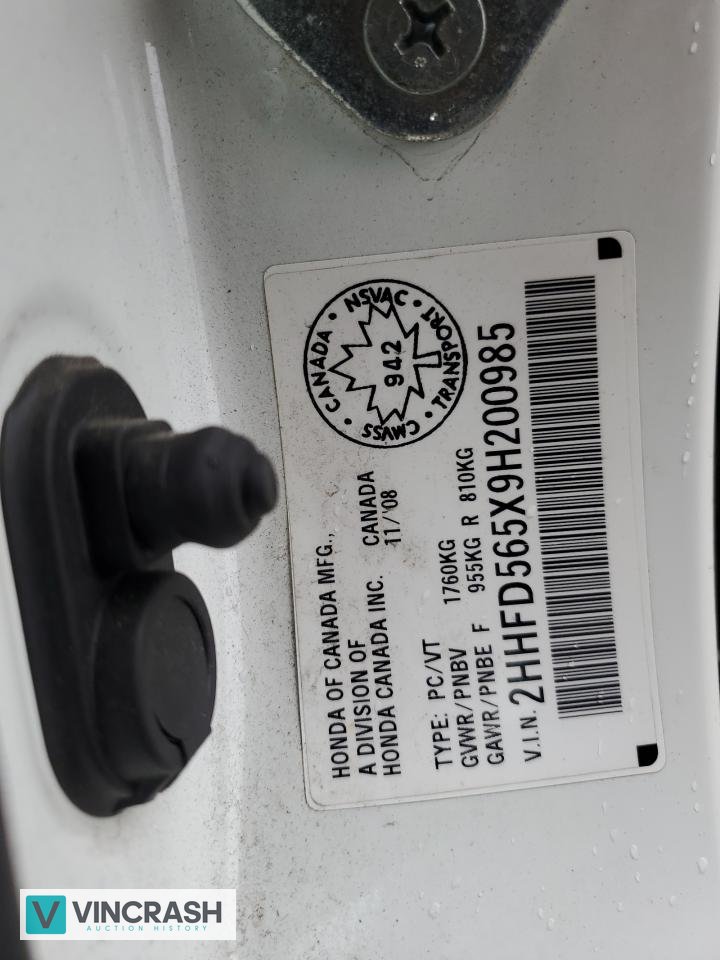 HONDA OF CANADA MFG.,
A DIVISION OF
HONDA CANADA INC. CANADA
11/'08
TYPE: PC/VT
GVWR/PNBV 1760KG
GAWR/PNBE F 955KG R 810KG
V.I.N. 2HHFD565X9H200985
CANADA • NSVAC • TRANSPORT • CMVSS •
942
V VINCRASH
AUCTION HISTORY